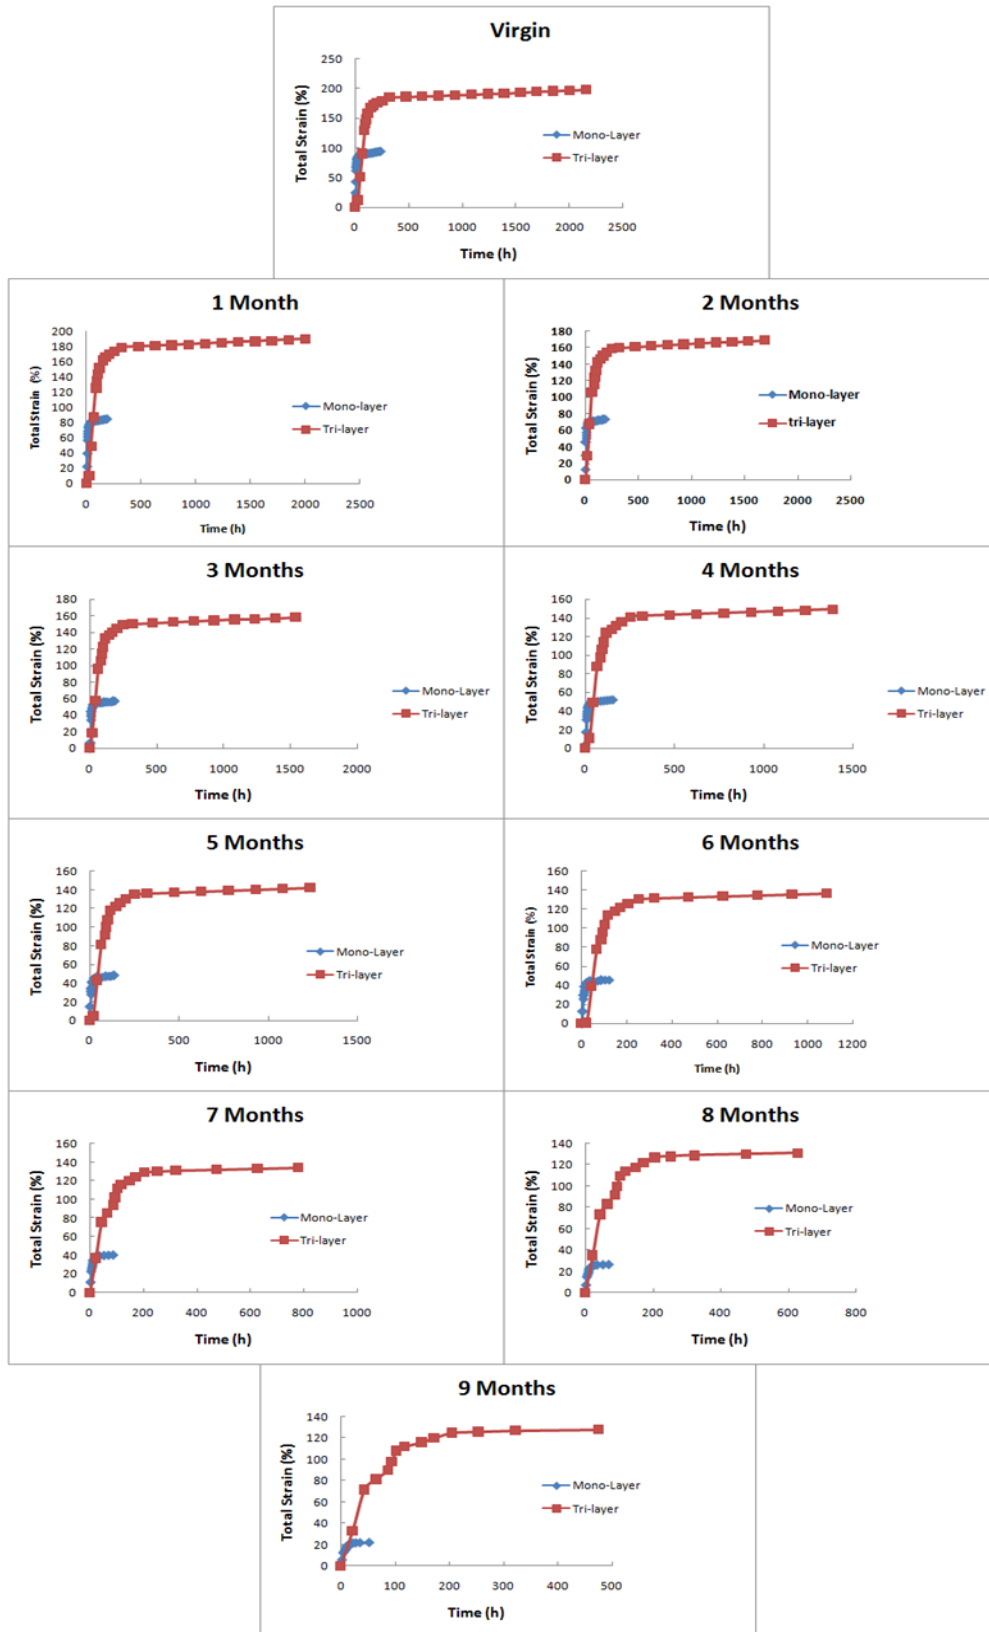 Virgin
Total Strain (%)
250
200
150
100
50
0
0 500 1000 1500 2000 2500
Time (h)
Mono-Layer
Tri-layer
1 Month
Total Strain (%)
200
180
160
140
120
100
80
60
40
20
0
0 500 1000 1500 2000 2500
Time (h)
Mono-layer
Tri-layer
2 Months
Total Strain (%)
180
160
140
120
100
80
60
40
20
0
0 500 1000 1500 2000 2500
Time (h)
Mono-layer
tri-layer
3 Months
Total Strain (%)
180
160
140
120
100
80
60
40
20
0
0 500 1000 1500 2000
Time (h)
Mono-Layer
Tri-layer
4 Months
Total Strain (%)
160
140
120
100
80
60
40
20
0
0 500 1000 1500
Time (h)
Mono-Layer
Tri-layer
5 Months
Total Strain (%)
160
140
120
100
80
60
40
20
0
0 500 1000 1500
Time (h)
Mono-Layer
Tri-layer
6 Months
Total Strain (%)
160
140
120
100
80
60
40
20
0
0 200 400 600 800 1000 1200
Time (h)
Mono-Layer
Tri-layer
7 Months
Total Strain (%)
160
140
120
100
80
60
40
20
0
0 200 400 600 800 1000
Time (h)
Mono-Layer
Tri-layer
8 Months
Total Strain (%)
140
120
100
80
60
40
20
0
0 200 400 600 800
Time (h)
Mono-Layer
Tri-layer
9 Months
Total Strain (%)
140
120
100
80
60
40
20
0
0 100 200 300 400 500
Time (h)
Mono-Layer
Tri-layer